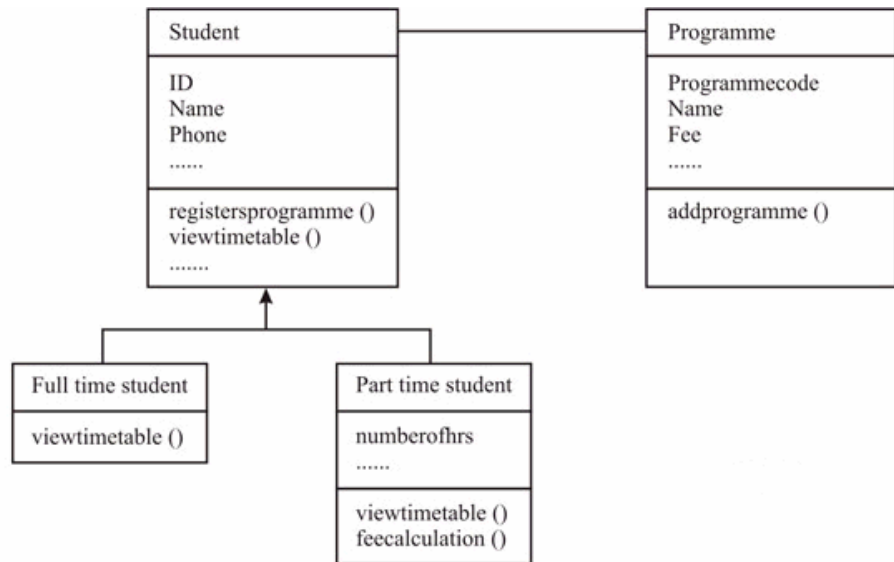 Student
ID
Name
Phone
......
registersprogramme ()
viewtimetable ()
.......
Programme
Programmecode
Name
Fee
......
addprogramme ()
Full time student
viewtimetable ()
Part time student
numberofhrs
......
viewtimetable ()
feecalculation ()